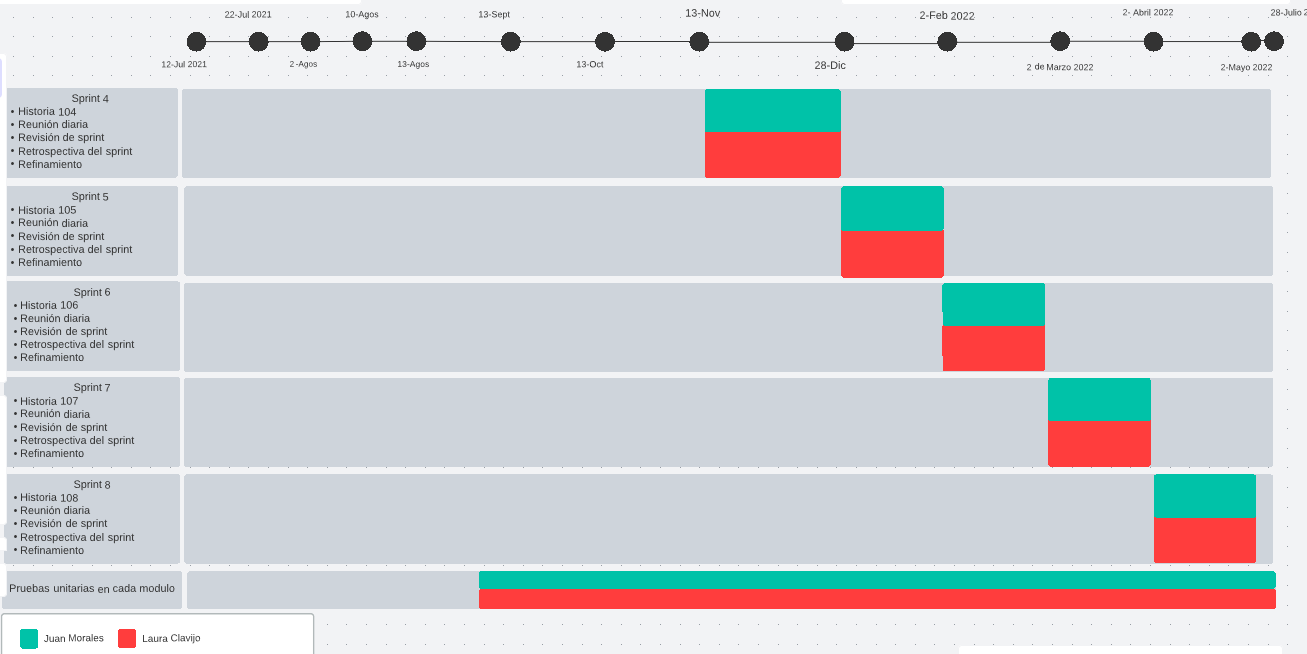 22-Jul 2021
10-Agos
13-Sept
13-Nov
2-Feb 2022
2- Abril 2022
28-Julio 2
12-Jul 2021
2-Agos
13-Agos
13-Oct
28-Dic
2 de Marzo 2022
2-Mayo 2022
Sprint 4
• Historia 104
• Reunión diaria
• Revisión de sprint
• Retrospectiva del sprint
• Refinamiento
Sprint 5
• Historia 105
• Reunión diaria
• Revisión de sprint
• Retrospectiva del sprint
• Refinamiento
Sprint 6
• Historia 106
• Reunión diaria
• Revisión de sprint
• Retrospectiva del sprint
• Refinamiento
Sprint 7
• Historia 107
• Reunión diaria
• Revisión de sprint
• Retrospectiva del sprint
• Refinamiento
Sprint 8
• Historia 108
• Reunión diaria
• Revisión de sprint
• Retrospectiva del sprint
• Refinamiento
Pruebas unitarias en cada modulo
Juan Morales
Laura Clavijo